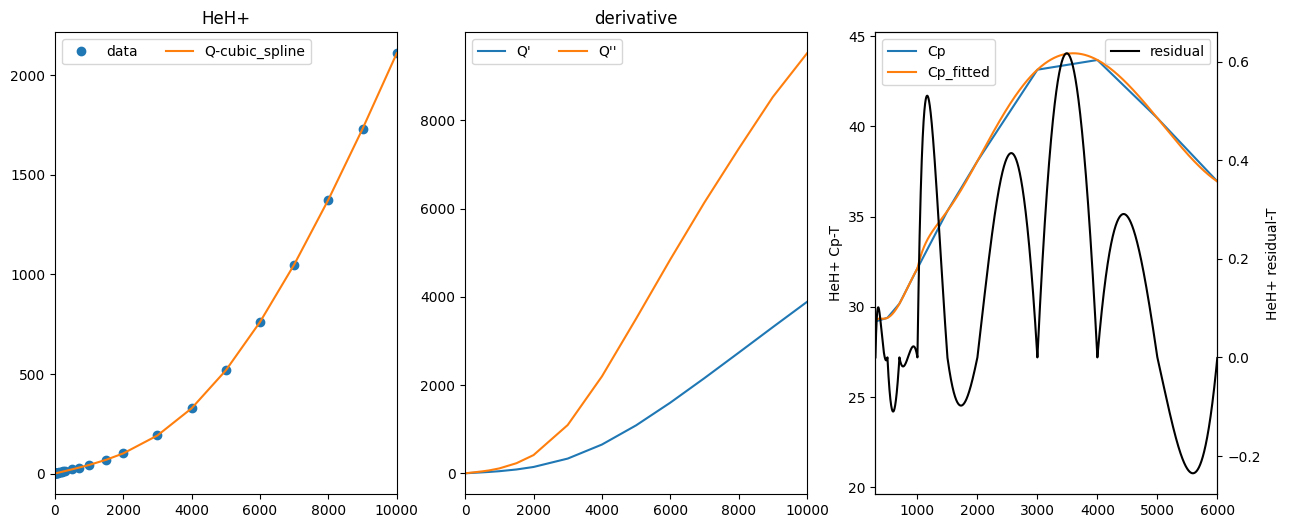 HeH+
data
Q-cubic_spline
2000
1500
1000
500
0
0 2000 4000 6000 8000 10000
derivative
Q'
Q''
8000
6000
4000
2000
0
0 2000 4000 6000 8000 10000
Cp
Cp_fitted
residual
HeH+ Cp-T
45
40
35
30
25
20
1000 2000 3000 4000 5000 6000
0.6
0.4
0.2
0.0
−0.2
HeH+ residual-T